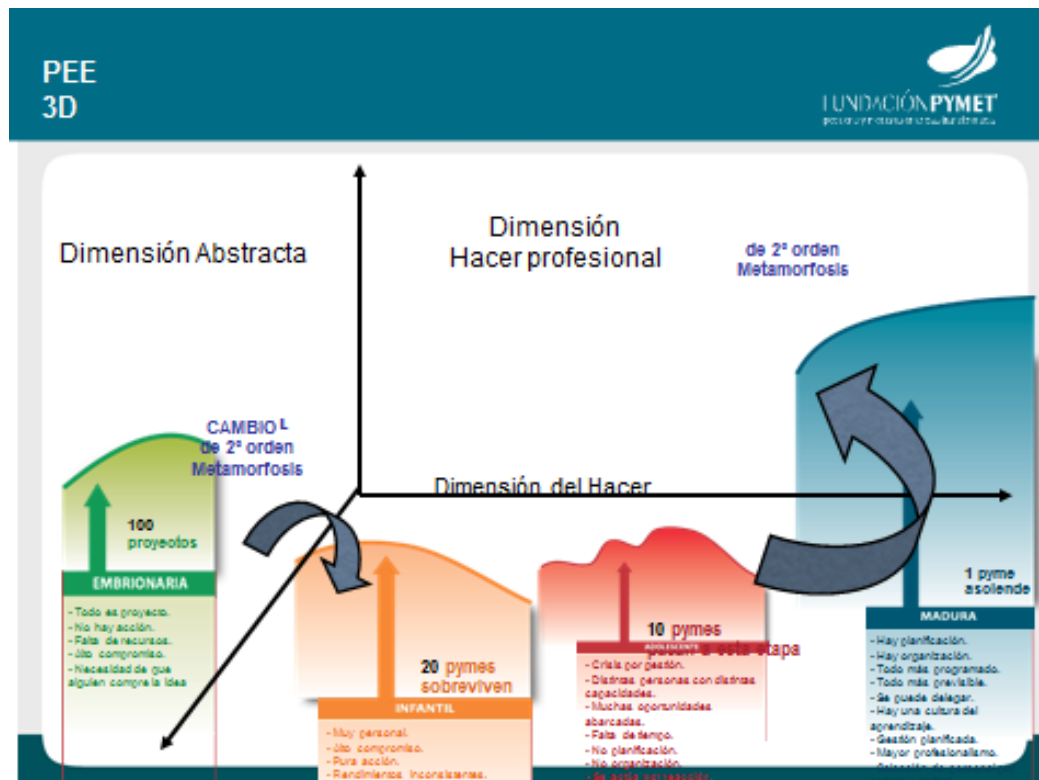 PEE
3D
FUNDACIÓN PYMET
Dimensión Abstracta
Dimensión
Hacer profesional
de 2º orden
Metamorfosis
CAMBIO L
de 2º orden
Metamorfosis
Dimensión del Hacer
100
proyectos
EMBRIONARIA
- Todo es proyecto.
- No hay acción.
- Falta de recursos.
- Alto compromiso.
- Necesidad de que
alguien compre la idea
20 pymes
sobreviven
INFANTIL
- Muy personal.
- Alto compromiso.
- Pura acción.
- Rendimientos inconsistentes.
10 pymes
a esta etapa
ADOLESCENTE
- Crisis por gestión.
- Distintas personas con distintas
capacidades.
- Muchas oportunidades
abarcadas.
- Falta de tiempo.
- No planificación.
- No organización.
1 pyme
asciende
MADURA
- Hay planificación.
- Hay organización.
- Todo más programado.
- Todo más previsible.
- Se puede delegar.
- Hay una cultura del
aprendizaje.
- Gestión planificada.
- Mayor profesionalismo.